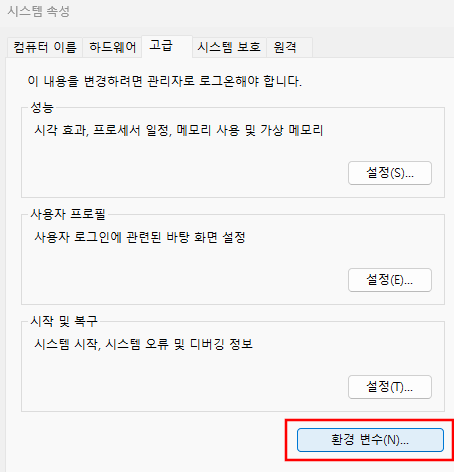 시스템 속성
컴퓨터 이름 하드웨어 고급 시스템 보호 원격
이 내용을 변경하려면 관리자로 로그온해야 합니다.
성능
시각 효과, 프로세서 일정, 메모리 사용 및 가상 메모리
설정(S)...
사용자 프로필
사용자 로그인에 관련된 바탕 화면 설정
설정(E)...
시작 및 복구
시스템 시작, 시스템 오류 및 디버깅 정보
설정(T)...
환경 변수(N)...